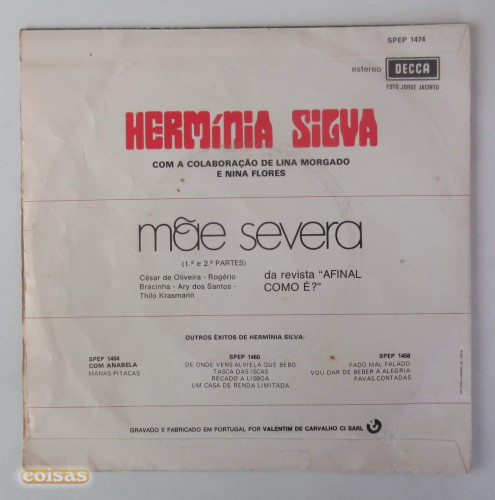 SPEP 1474
estereo DECCA
FOTO JORGE JACINTO
HERMÍNIA SILVA
COM A COLABORAÇÃO DE LINA MORGADO
E NINA FLORES
mãe severa
(1.ª e 2.ª PARTES)
César de Oliveira - Rogério
Bracinha - Ary dos Santos -
Thilo Krasmann
da revista "AFINAL
COMO É?"
OUTROS ÊXITOS DE HERMÍNIA SILVA:
SPEP 1464
COM ANABELA
MANAS PITACAS
SPEP 1460
DE ONDE VENS ALVIELA QUE BEBO
TASCA DAS ISCAS
RECADO A LISBOA
UM CASA DE RENDA LIMITADA
SPEP 1458
FADO MAL FALADO
VOU DAR DE BEBER À ALEGRIA
FAVAS CONTADAS
GRAVADO E FABRICADO EM PORTUGAL POR VALENTIM DE CARVALHO CI SARL
coisas